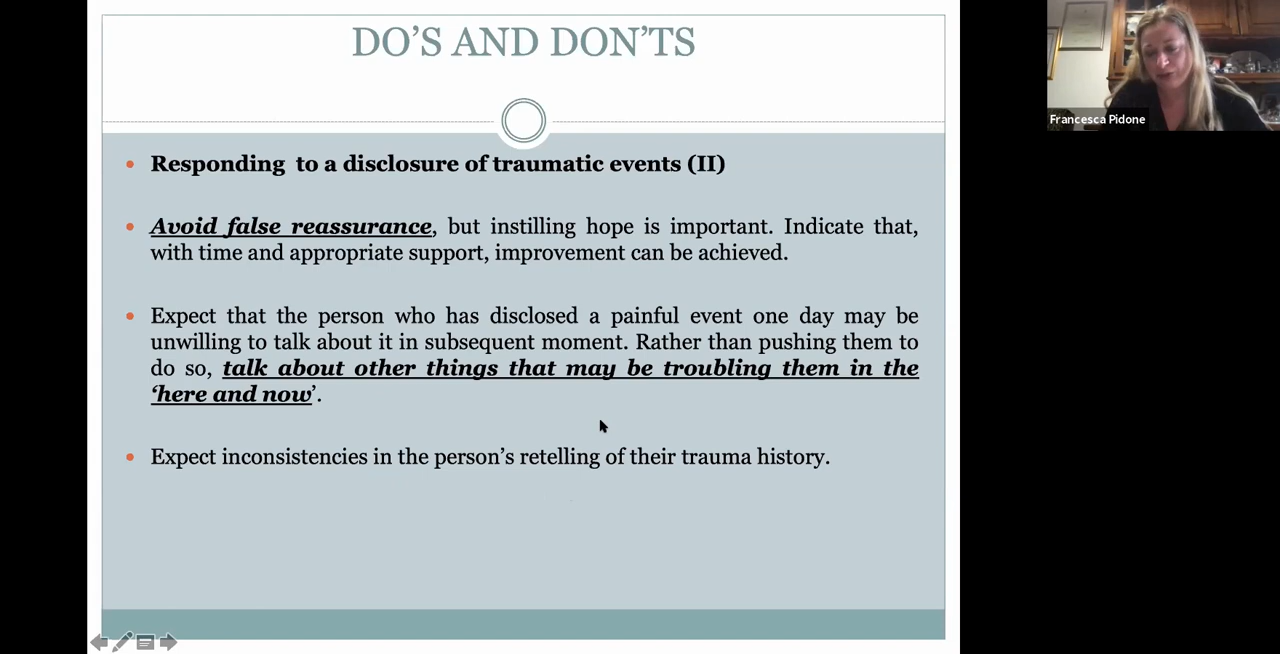 DO’S AND DON’TS
Responding to a disclosure of traumatic events (II)
Avoid false reassurance, but instilling hope is important. Indicate that,
with time and appropriate support, improvement can be achieved.
Expect that the person who has disclosed a painful event one day may be
unwilling to talk about it in subsequent moment. Rather than pushing them to
do so, talk about other things that may be troubling them in the
‘here and now’.
Expect inconsistencies in the person’s retelling of their trauma history.
Francesca Pidone